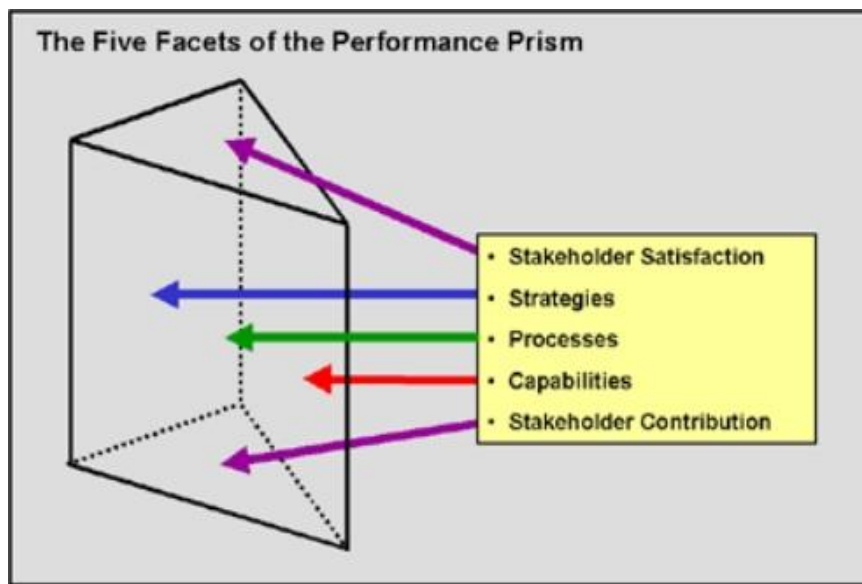 The Five Facets of the Performance Prism
• Stakeholder Satisfaction
• Strategies
• Processes
• Capabilities
• Stakeholder Contribution